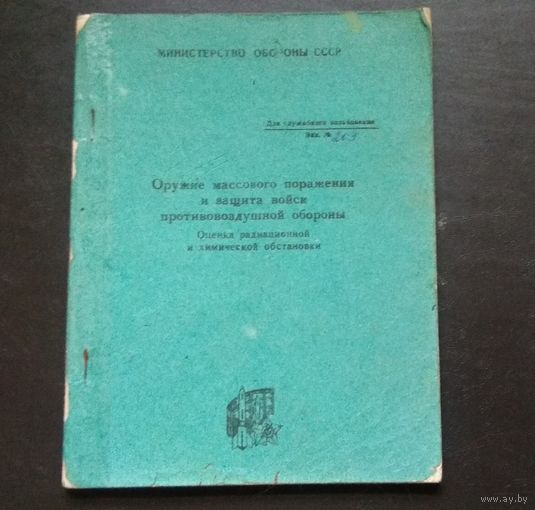 МИНИСТЕРСТВО ОБОРОНЫ СССР
Для служебного пользования
Экз. № 209
Оружие массового поражения
и защита войск
противовоздушной обороны
Оценка радиационной
и химической обстановки
www.ay.by